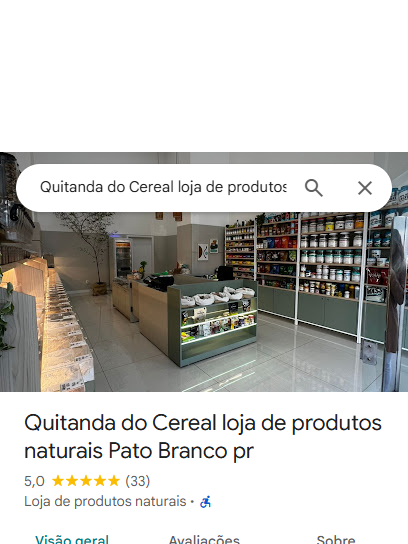 Quitanda do Cereal loja de produtos
Quitanda do Cereal loja de produtos
naturais Pato Branco pr
5,0 (33)
Loja de produtos naturais ·
Visão geral Avaliações Sobre